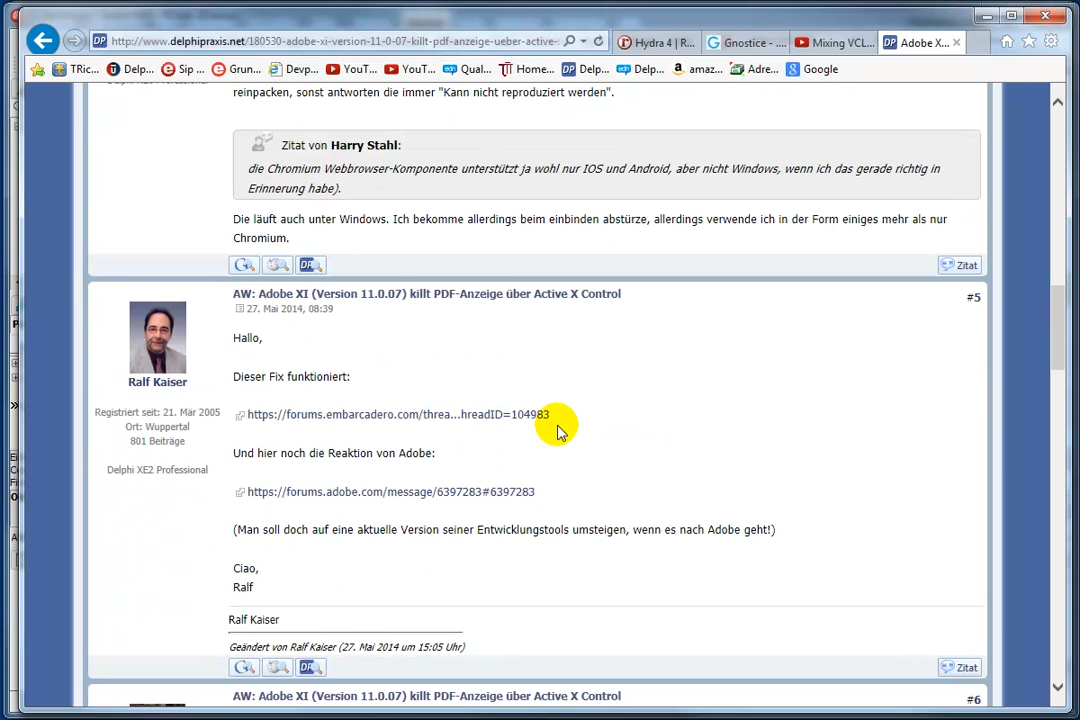 http://www.delphipraxis.net/180530-adobe-xi-version-11-0-07-killt-pdf-anzeige-ueber-active-
Hydra 4 | R...
Gnostice - ...
Mixing VCL...
Adobe X...
TRic...
Delp...
Sip ...
Grun...
Devp...
YouT...
YouT...
Qual...
Home...
Delp...
Delp...
amaz...
Adre...
Google
reinpacken, sonst antworten die immer "Kann nicht reproduziert werden".
Zitat von Harry Stahl:
die Chromium Webbrowser-Komponente unterstützt ja wohl nur IOS und Android, aber nicht Windows, wenn ich das gerade richtig in
Erinnerung habe).
Die läuft auch unter Windows. Ich bekomme allerdings beim einbinden abstürze, allerdings verwende ich in der Form einiges mehr als nur
Chromium.
Zitat
AW: Adobe XI (Version 11.0.07) killt PDF-Anzeige über Active X Control
#5
27. Mai 2014, 08:39
Hallo,
Dieser Fix funktioniert:
https://forums.embarcadero.com/threa...hreadID=104983
Und hier noch die Reaktion von Adobe:
https://forums.adobe.com/message/6397283#6397283
(Man soll doch auf eine aktuelle Version seiner Entwicklungstools umsteigen, wenn es nach Adobe geht!)
Ciao,
Ralf
Ralf Kaiser
Registriert seit: 21. Mär 2005
Ort: Wuppertal
801 Beiträge
Delphi XE2 Professional
Ralf Kaiser
Geändert von Ralf Kaiser (27. Mai 2014 um 15:05 Uhr)
Zitat
AW: Adobe XI (Version 11.0.07) killt PDF-Anzeige über Active X Control
#6